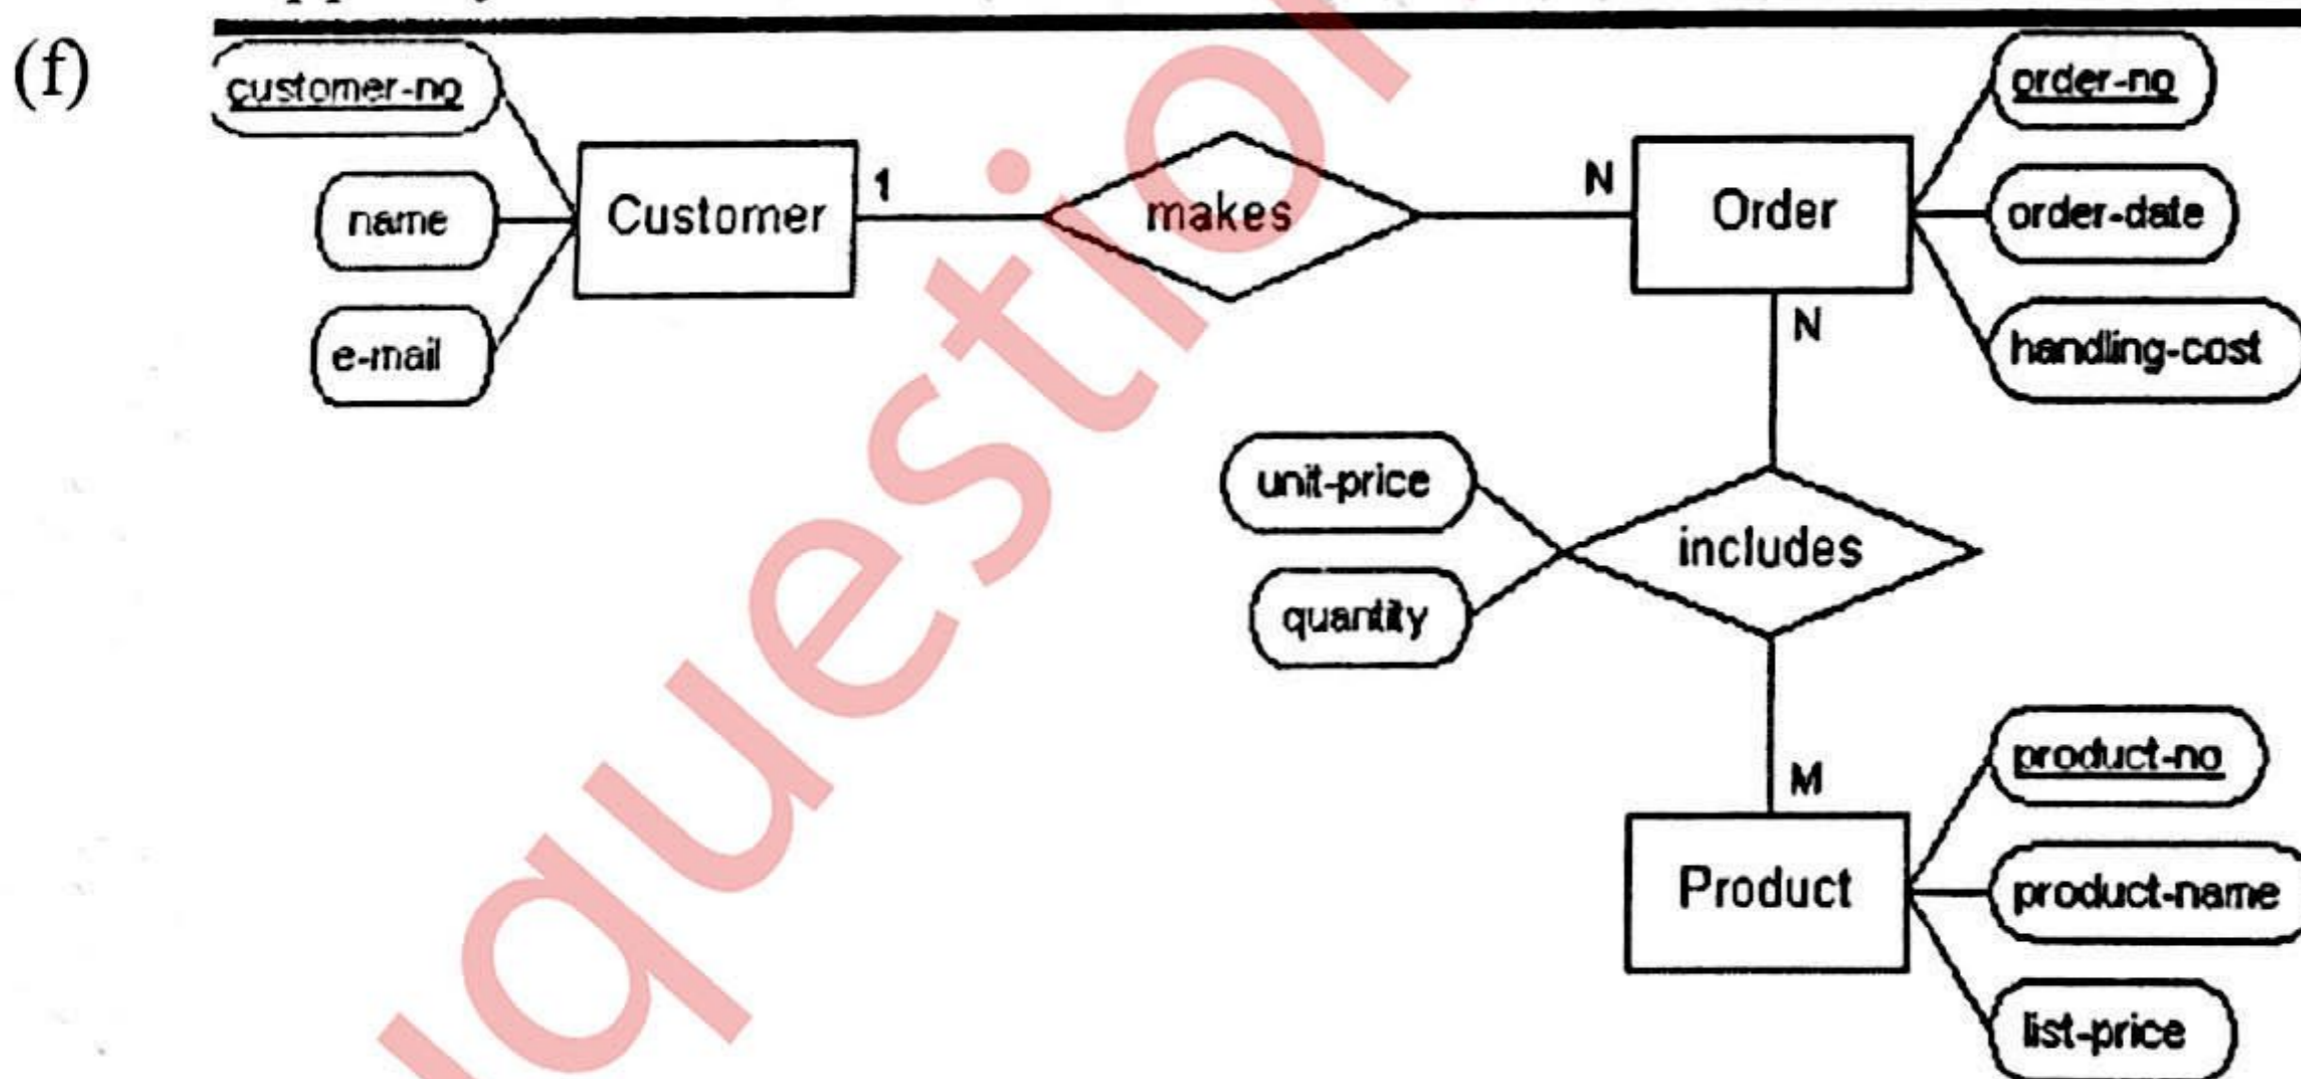 (f)
customer-no
name
e-mail
Customer
1
makes
N
Order
order-no
order-date
handling-cost
N
unit-price
quantity
includes
M
Product
product-no
product-name
list-price
question